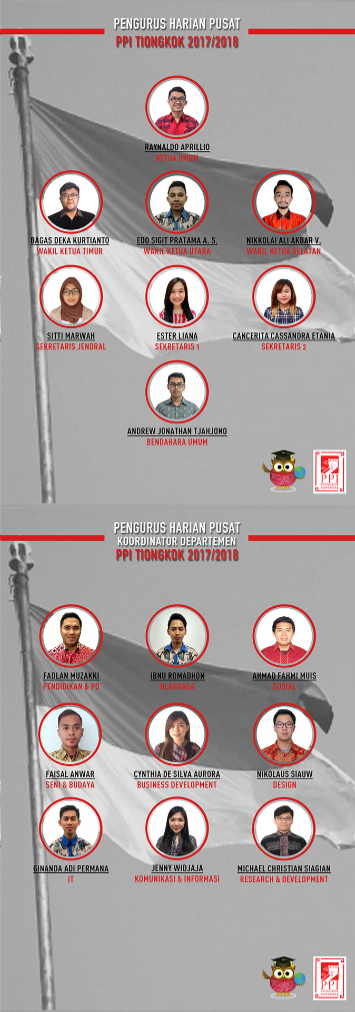 PENGURUS HARIAN PUSAT
PPI TIONGKOK 2017/2018
RAYNALDO APRILLIO
KETUA UMUM
BAGAS DEKA KURTIANTO
WAKIL KETUA TIMUR
EDO SIGIT PRATAMA A. S.
WAKIL KETUA UTARA
NIKKOLAI ALI AKBAR V.
WAKIL KETUA SELATAN
SITTI MARWAH
SEKRETARIS JENDRAL
ESTER LIANA
SEKRETARIS 1
CANCERITA CASSANDRA ETANIA
SEKRETARIS 2
ANDREW JONATHAN TJAHJONO
BENDAHARA UMUM
PPI
PENGURUS HARIAN PUSAT
KOORDINATOR DEPARTEMEN
PPI TIONGKOK 2017/2018
FADLAN MUZAKKI
PENDIDIKAN & PO
IBNU ROMADHON
OLAHRAGA
AHMAD FAHMI MUIS
SOSIAL
FAISAL ANWAR
SENI & BUDAYA
CYNTHIA DE SILVA AURORA
BUSINESS DEVELOPMENT
NIKOLAUS SIAUW
DESIGN
GINANDA ADI PERMANA
IT
JENNY WIDJAJA
KOMUNIKASI & INFORMASI
MICHAEL CHRISTIAN SIAGIAN
RESEARCH & DEVELOPMENT
PPI